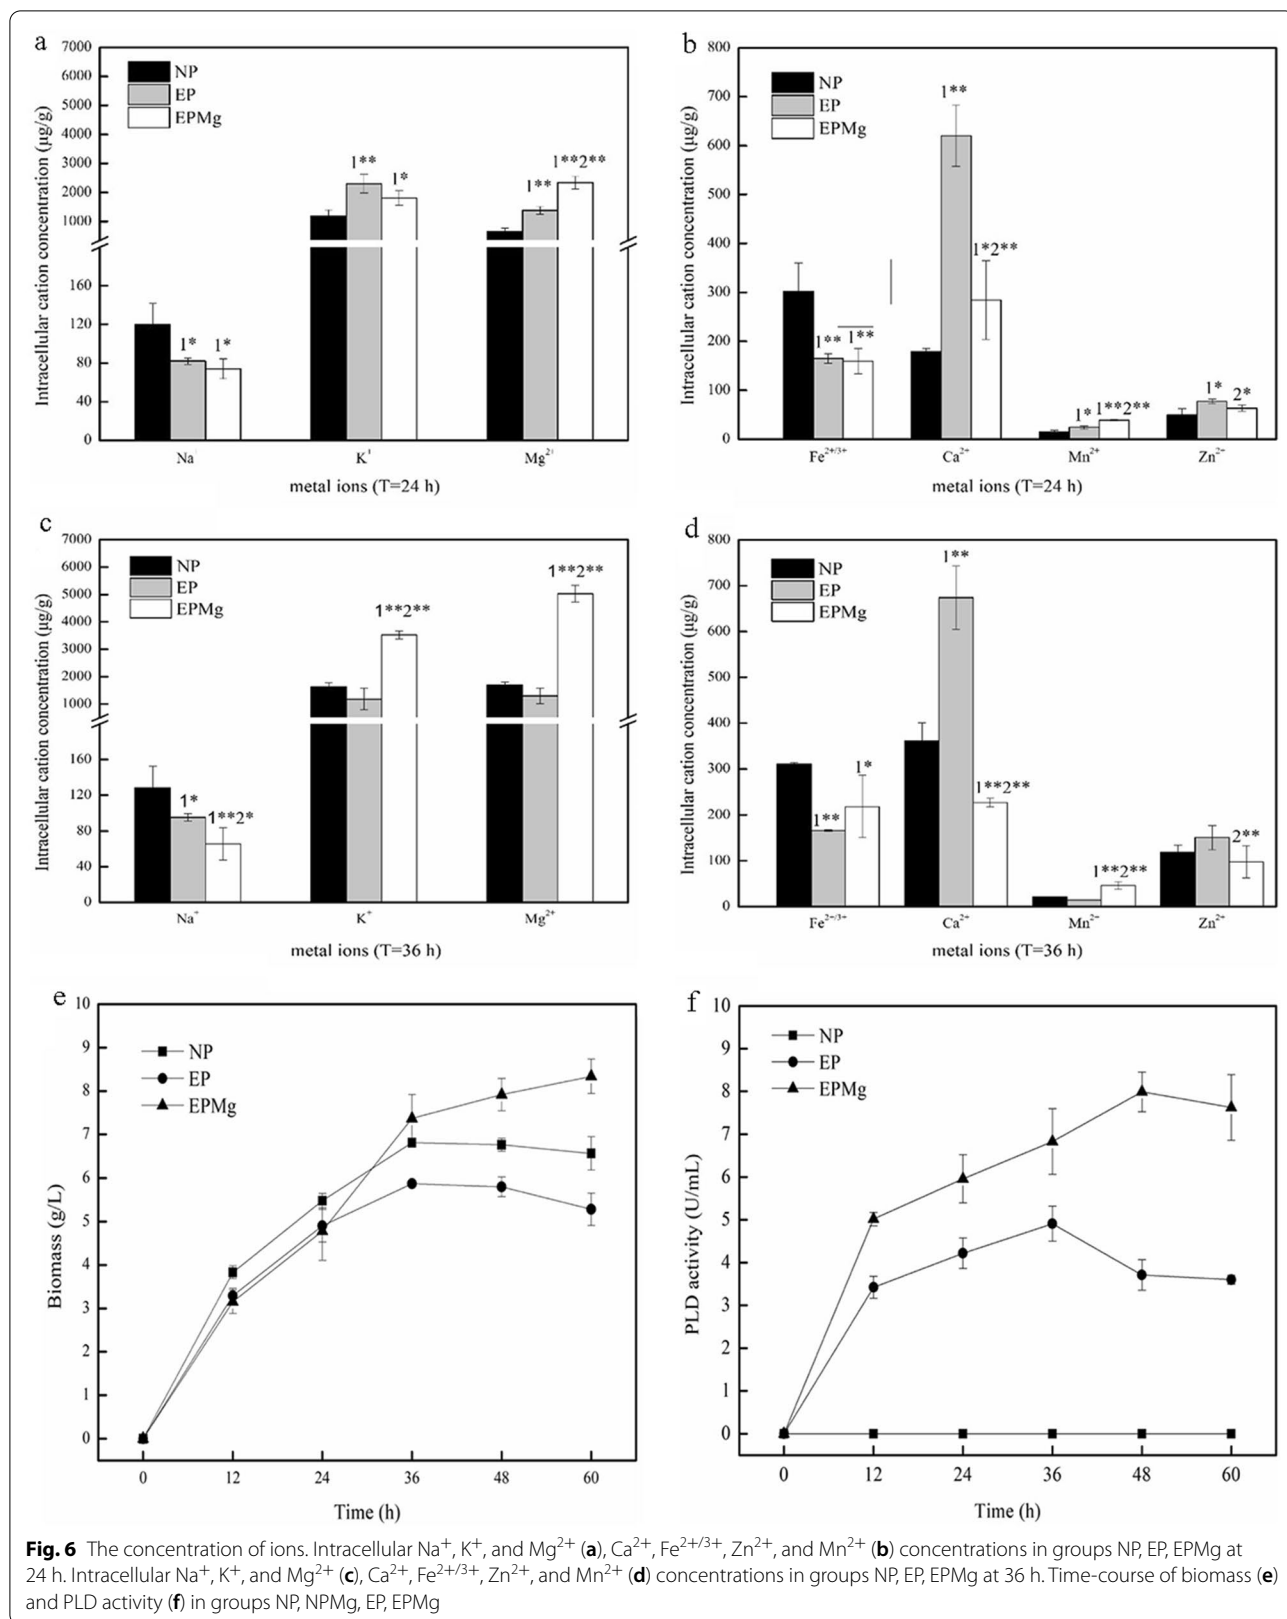 a
Intracellular cation concentration (μg/g)
7000
6000
5000
4000
3000
2000
1000
160
120
80
40
0
NP
EP
EPMg
1* 1*
1** 1*
1** 1**2**
Na⁺ K⁺ Mg²⁺
metal ions (T=24 h)
b
Intracellular cation concentration (μg/g)
800
700
600
500
400
300
200
100
0
NP
EP
EPMg
1** 1**
1** 1*2**
1* 1**2**
1* 2*
Fe²⁺/³⁺ Ca²⁺ Mn²⁺ Zn²⁻
metal ions (T=24 h)
c
Intracellular cation concentration (μg/g)
7000
6000
5000
4000
3000
2000
1000
160
120
80
40
0
NP
EP
EPMg
1* 1**2*
1**2**
1**2**
Na⁺ K⁺ Mg²⁺
metal ions (T=36 h)
d
Intracellular cation concentration (μg/g)
800
700
600
500
400
300
200
100
0
NP
EP
EPMg
1** 1*
1** 1**2**
1**2**
2**
Fe²⁻/³⁺ Ca²⁺ Mn²⁻ Zn²⁺
metal ions (T=36 h)
e
Biomass (g/L)
10
9
8
7
6
5
4
3
2
1
0
NP
EP
EPMg
0 12 24 36 48 60
Time (h)
f
PLD activity (U/mL)
10
9
8
7
6
5
4
3
2
1
0
NP
EP
EPMg
0 12 24 36 48 60
Time (h)
Fig. 6 The concentration of ions. Intracellular Na⁺, K⁺, and Mg²⁺ (a), Ca²⁺, Fe²⁺/³⁺, Zn²⁺, and Mn²⁺ (b) concentrations in groups NP, EP, EPMg at
24 h. Intracellular Na⁺, K⁺, and Mg²⁺ (c), Ca²⁺, Fe²⁺/³⁺, Zn²⁺, and Mn²⁺ (d) concentrations in groups NP, EP, EPMg at 36 h. Time-course of biomass (e)
and PLD activity (f) in groups NP, NPMg, EP, EPMg